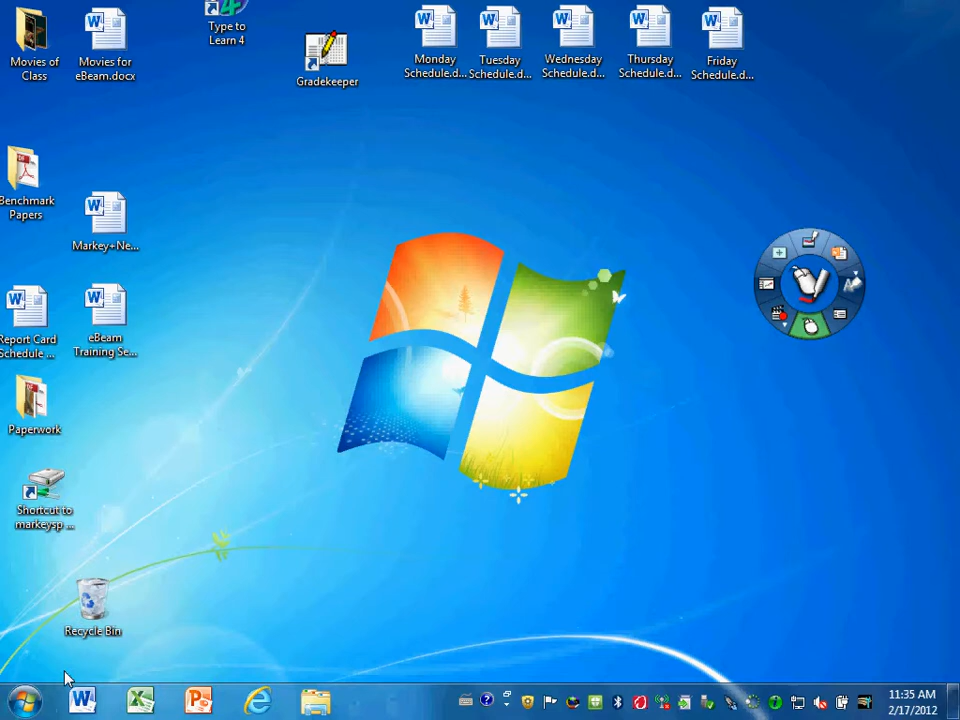 Movies of
Class
Movies for
eBeam.docx
Type to
Learn 4
Gradekeeper
Monday
Schedule.d...
Tuesday
Schedule.d...
Wednesday
Schedule.d...
Thursday
Schedule.d...
Friday
Schedule.d...
Benchmark
Papers
Markey+Ne...
Report Card
Schedule ...
eBeam
Training Se...
Paperwork
Shortcut to
markeysp ...
Recycle Bin
11:35 AM
2/17/2012